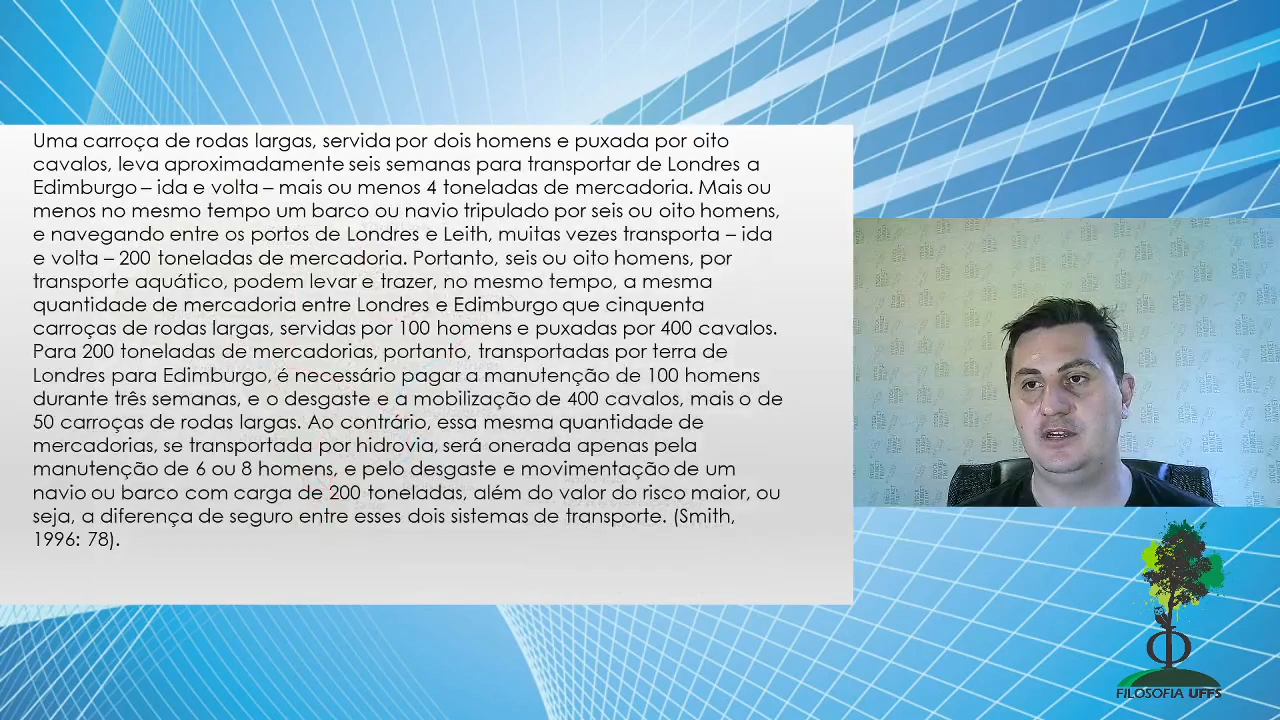 Uma carroça de rodas largas, servida por dois homens e puxada por oito
cavalos, leva aproximadamente seis semanas para transportar de Londres a
Edimburgo – ida e volta – mais ou menos 4 toneladas de mercadoria. Mais ou
menos no mesmo tempo um barco ou navio tripulado por seis ou oito homens,
e navegando entre os portos de Londres e Leith, muitas vezes transporta – ida
e volta – 200 toneladas de mercadoria. Portanto, seis ou oito homens, por
transporte aquático, podem levar e trazer, no mesmo tempo, a mesma
quantidade de mercadoria entre Londres e Edimburgo que cinquenta
carroças de rodas largas, servidas por 100 homens e puxadas por 400 cavalos.
Para 200 toneladas de mercadorias, portanto, transportadas por terra de
Londres para Edimburgo, é necessário pagar a manutenção de 100 homens
durante três semanas, e o desgaste e a mobilização de 400 cavalos, mais o de
50 carroças de rodas largas. Ao contrário, essa mesma quantidade de
mercadorias, se transportada por hidrovia, será onerada apenas pela
manutenção de 6 ou 8 homens, e pelo desgaste e movimentação de um
navio ou barco com carga de 200 toneladas, além do valor do risco maior, ou
seja, a diferença de seguro entre esses dois sistemas de transporte. (Smith,
1996: 78).
FILOSOFIA UFFS